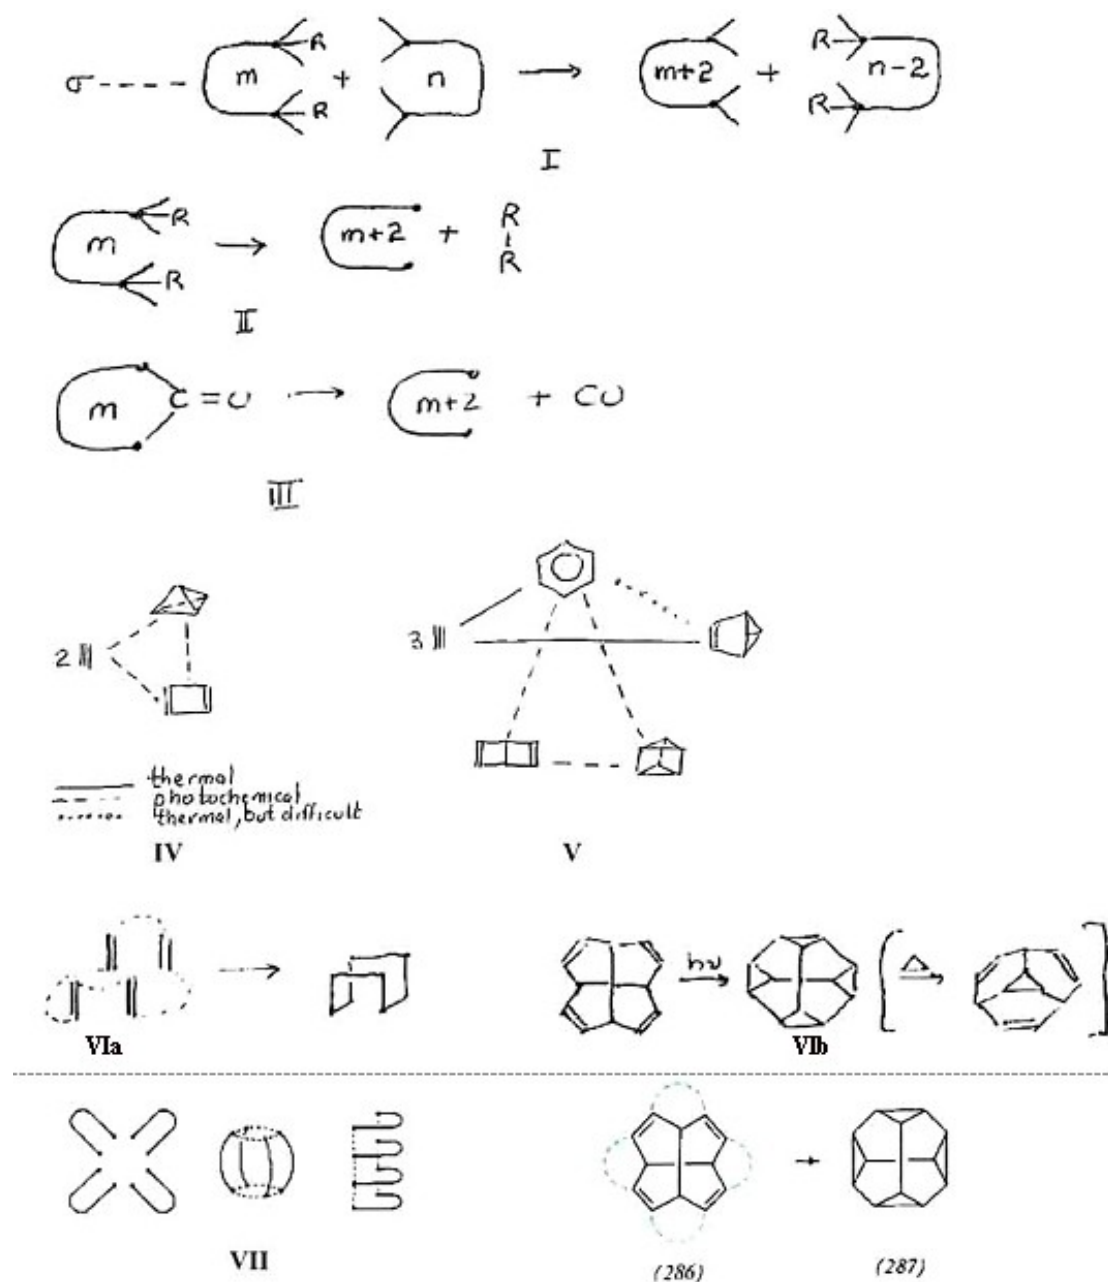 σ m R R + n → m+2 + R R n-2
I
m R R → m+2 + R R
II
m C=O → m+2 + CO
III
2
3
thermal
photochemical
thermal, but difficult
IV V
hν Δ
VIa VIb
VII
(286) (287)